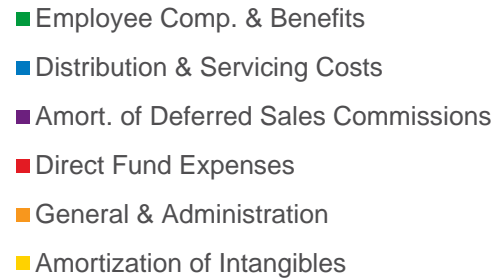 Employee Comp. & Benefits
Distribution & Servicing Costs
Amort. of Deferred Sales Commissions
Direct Fund Expenses
General & Administration
Amortization of Intangibles